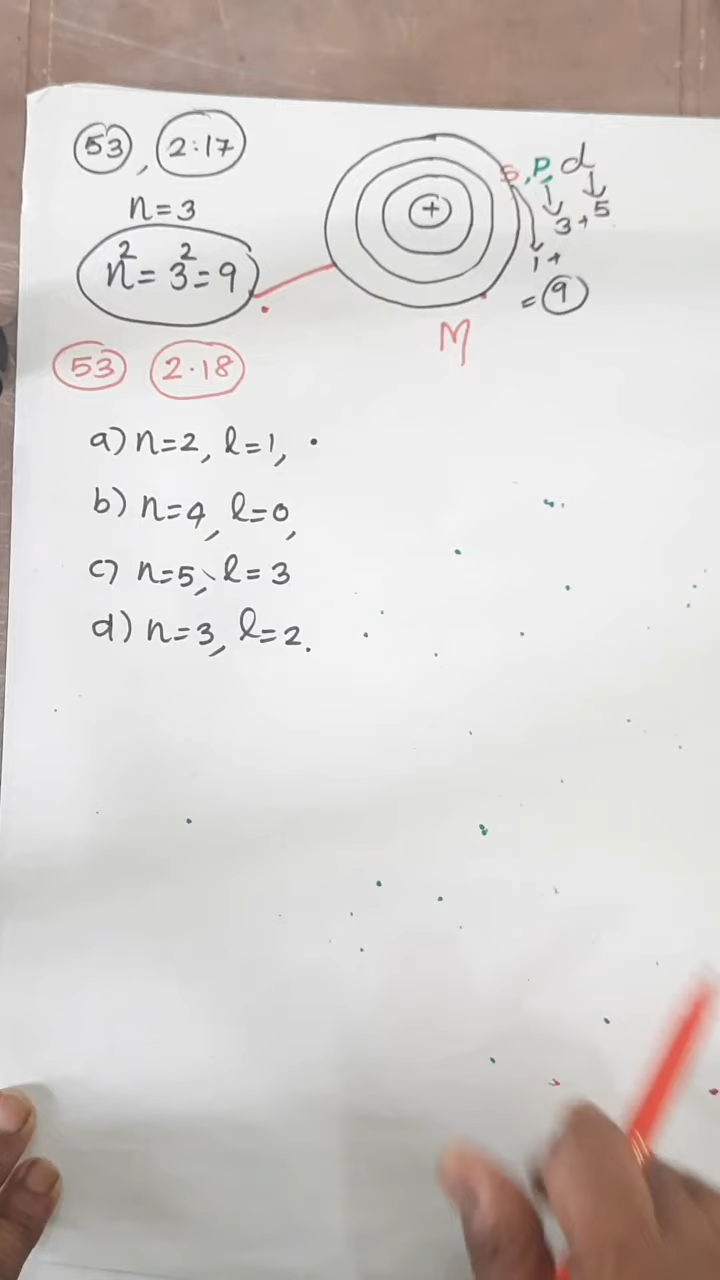 53, 2:17
n=3
n²=3²=9
+
s, p, d
3+5
1+
=9
M
53 2.18
a) n=2, l=1,
b) n=4, l=0,
c) n=5, l=3
d) n=3, l=2.